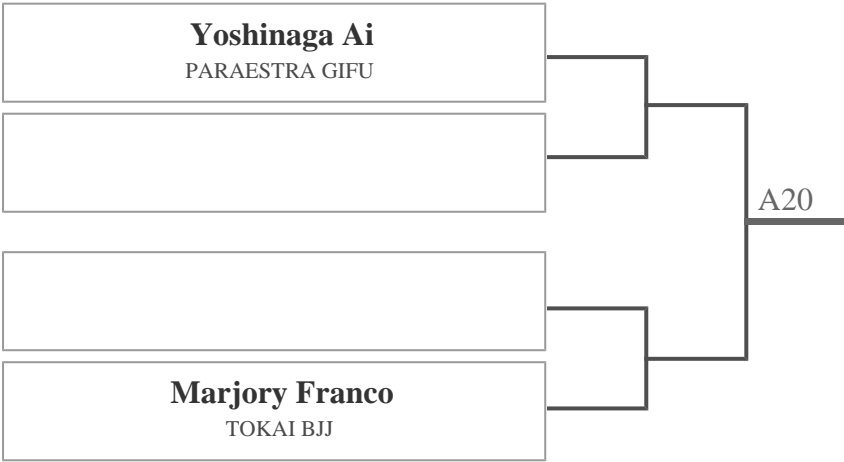 Yoshinaga Ai
PARAESTRA GIFU
A20
Marjory Franco
TOKAI BJJ